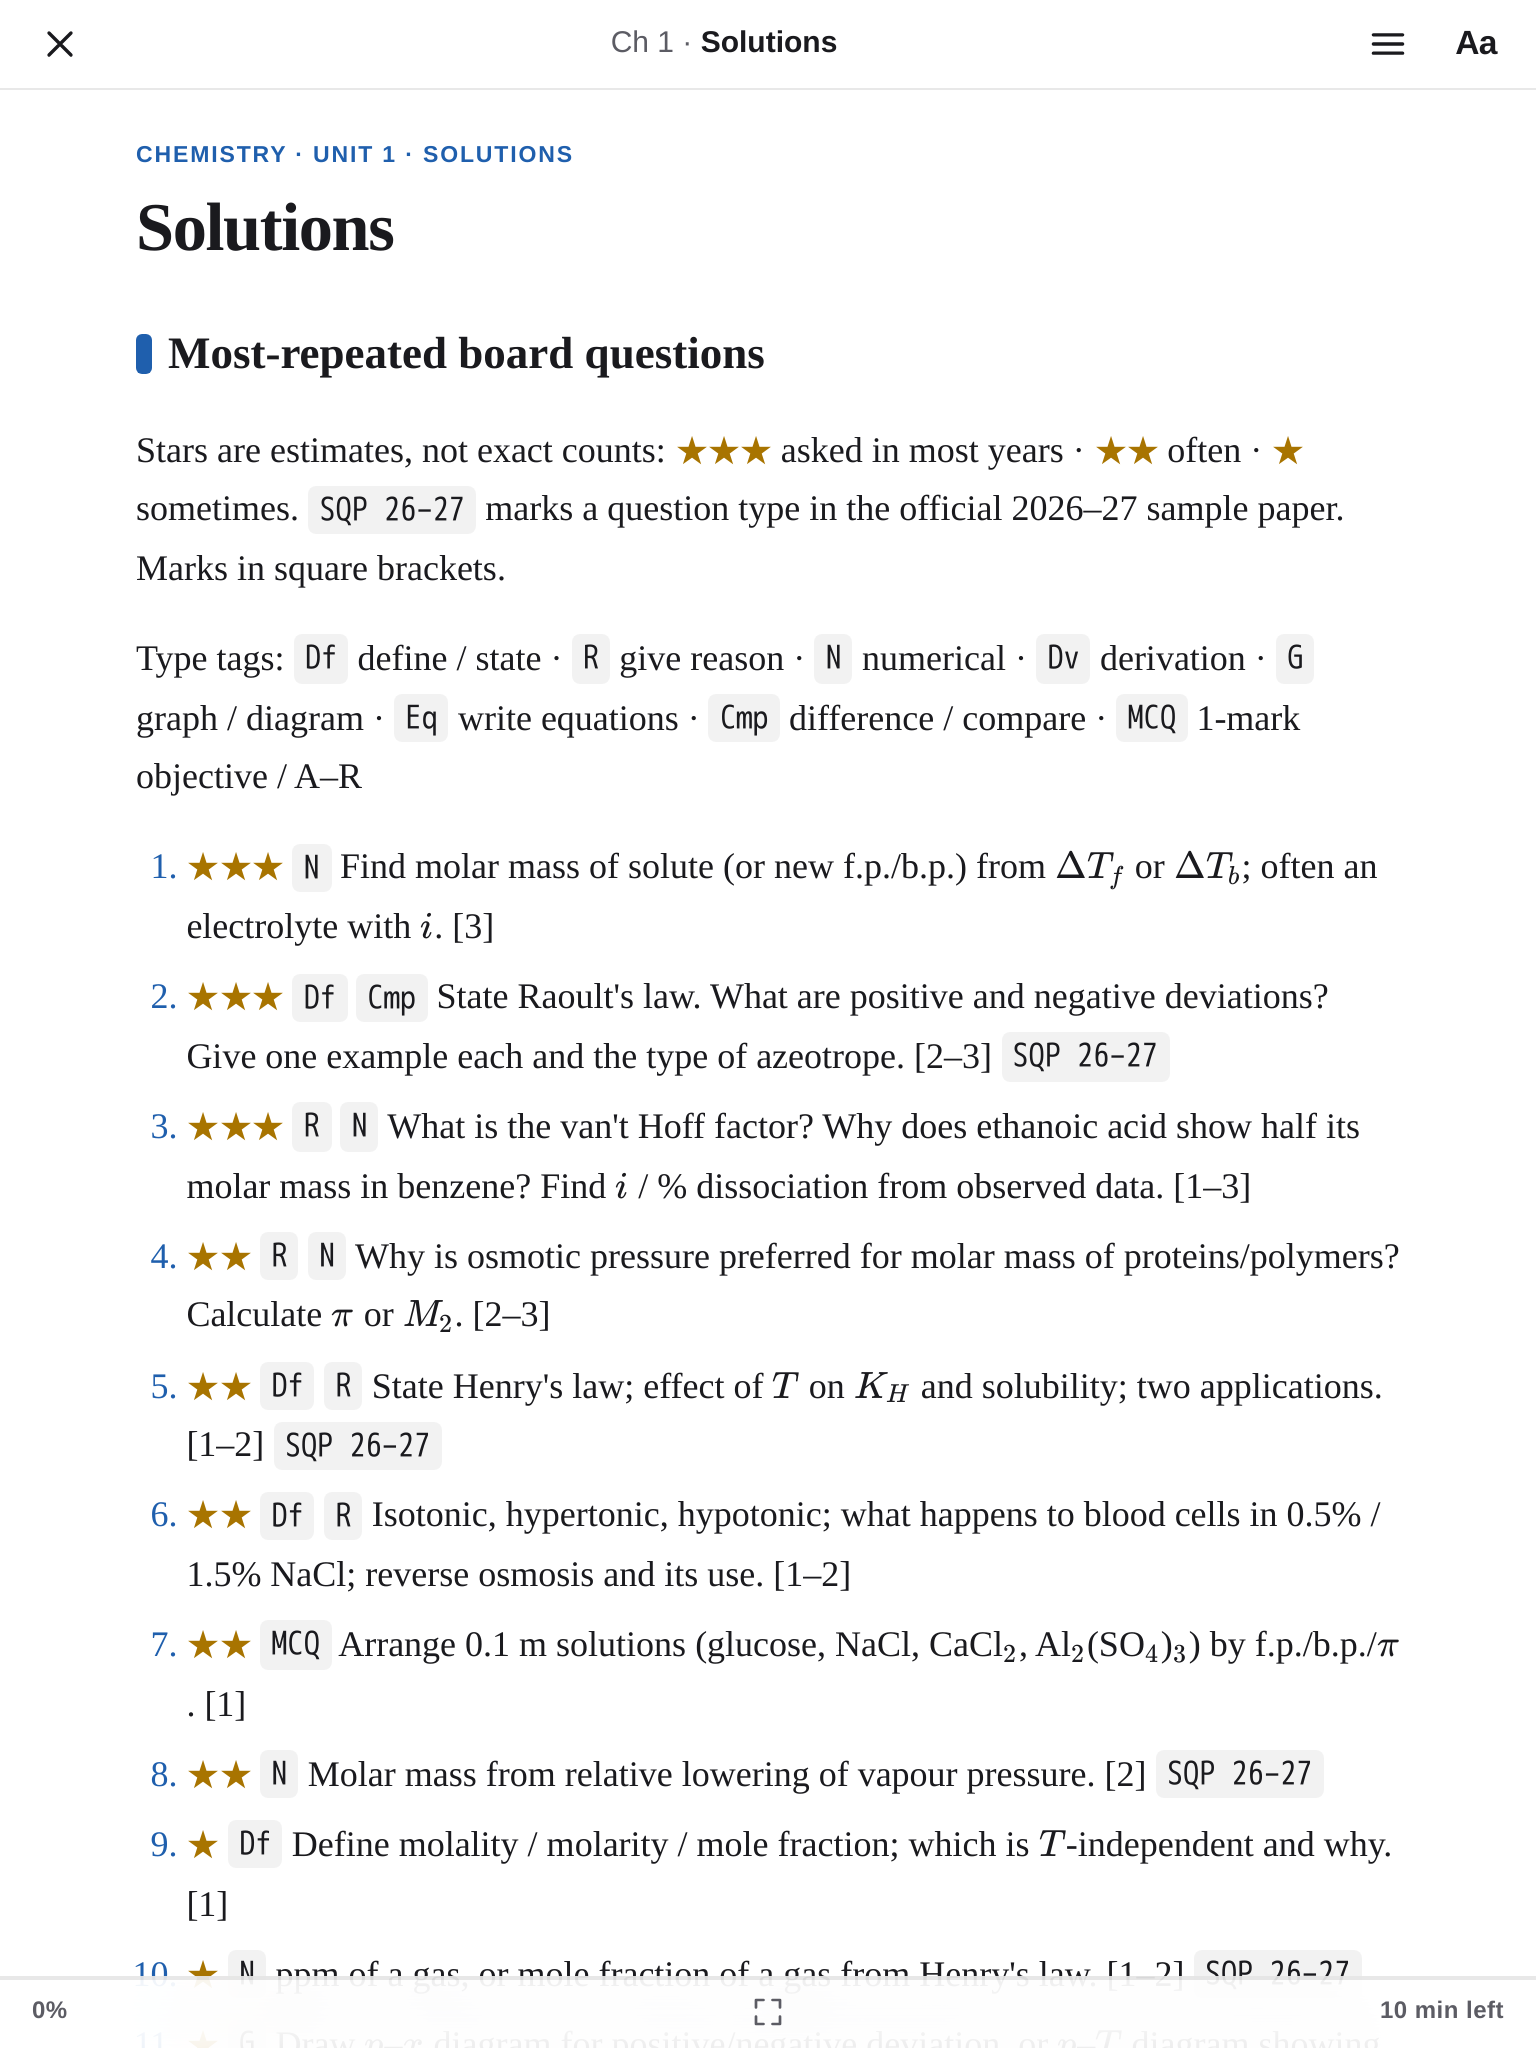 Ch 1 · Solutions
Aa
CHEMISTRY · UNIT 1 · SOLUTIONS
Solutions
Most-repeated board questions
Stars are estimates, not exact counts: ★★★ asked in most years · ★★ often · ★
sometimes. SQP 26–27 marks a question type in the official 2026–27 sample paper.
Marks in square brackets.
Type tags: Df define / state · R give reason · N numerical · Dv derivation · G
graph / diagram · Eq write equations · Cmp difference / compare · MCQ 1-mark
objective / A–R
1. ★★★ N Find molar mass of solute (or new f.p./b.p.) from ΔT_f or ΔT_b; often an
electrolyte with i. [3]
2. ★★★ Df Cmp State Raoult's law. What are positive and negative deviations?
Give one example each and the type of azeotrope. [2–3] SQP 26–27
3. ★★★ R N What is the van't Hoff factor? Why does ethanoic acid show half its
molar mass in benzene? Find i / % dissociation from observed data. [1–3]
4. ★★ R N Why is osmotic pressure preferred for molar mass of proteins/polymers?
Calculate π or M₂. [2–3]
5. ★★ Df R State Henry's law; effect of T on K_H and solubility; two applications.
[1–2] SQP 26–27
6. ★★ Df R Isotonic, hypertonic, hypotonic; what happens to blood cells in 0.5% /
1.5% NaCl; reverse osmosis and its use. [1–2]
7. ★★ MCQ Arrange 0.1 m solutions (glucose, NaCl, CaCl₂, Al₂(SO₄)₃) by f.p./b.p./π
. [1]
8. ★★ N Molar mass from relative lowering of vapour pressure. [2] SQP 26–27
9. ★ Df Define molality / molarity / mole fraction; which is T-independent and why.
[1]
10. ★ N ppm of a gas, or mole fraction of a gas from Henry's law. [1–2] SQP 26–27
0%
10 min left
11. ★ G Draw p–x diagram for positive/negative deviation, or p–T diagram showing